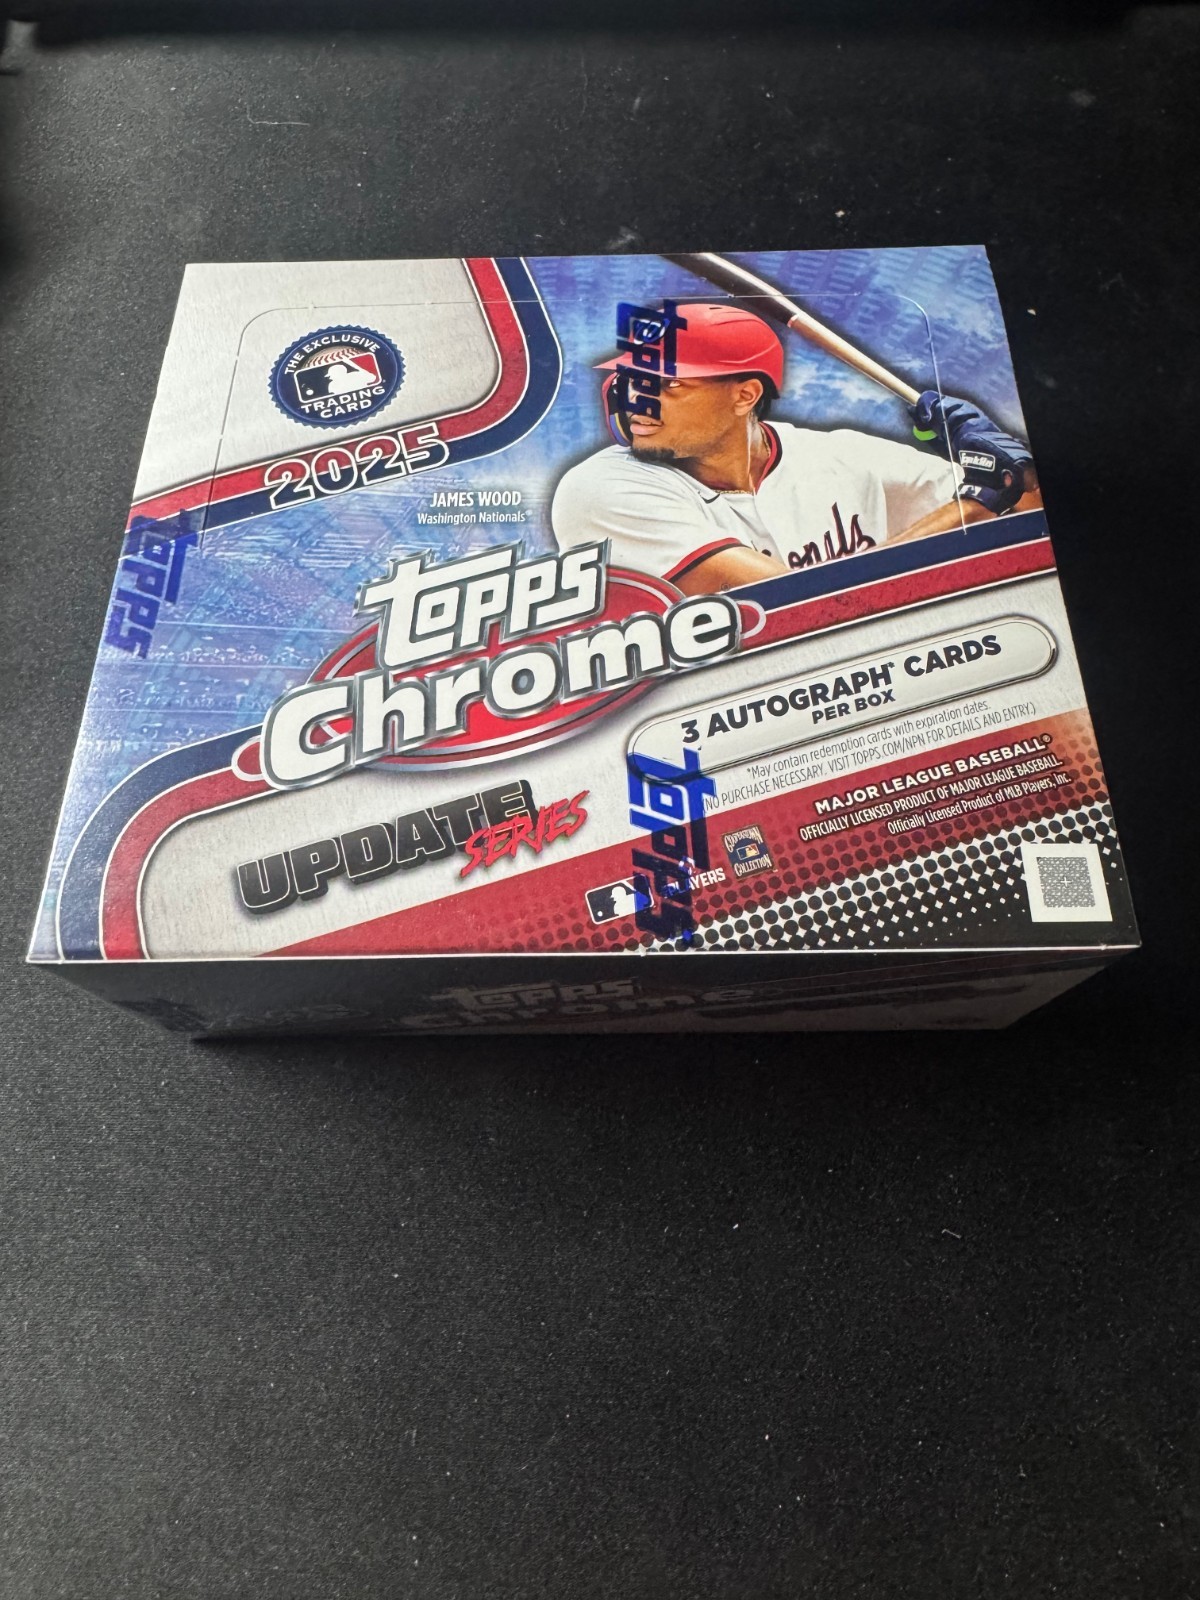 THE EXCLUSIVE
TRADING
CARD
2025
JAMES WOOD
Washington Nationals®
TOPPS
TOPPS
TOPPS
Chrome
UPDATE
SERIES
3 AUTOGRAPH* CARDS
PER BOX
*May contain redemption cards with expiration dates.
NO PURCHASE NECESSARY. VISIT TOPPS.COM/NPN FOR DETAILS AND ENTRY.)
MAJOR LEAGUE BASEBALL®
OFFICIALLY LICENSED PRODUCT OF MAJOR LEAGUE BASEBALL.
Officially Licensed Product of MLB Players, Inc.
TOPPS
PLAYERS
COOPERSTOWN
COLLECTION
franklin
TOPPS
Chrome